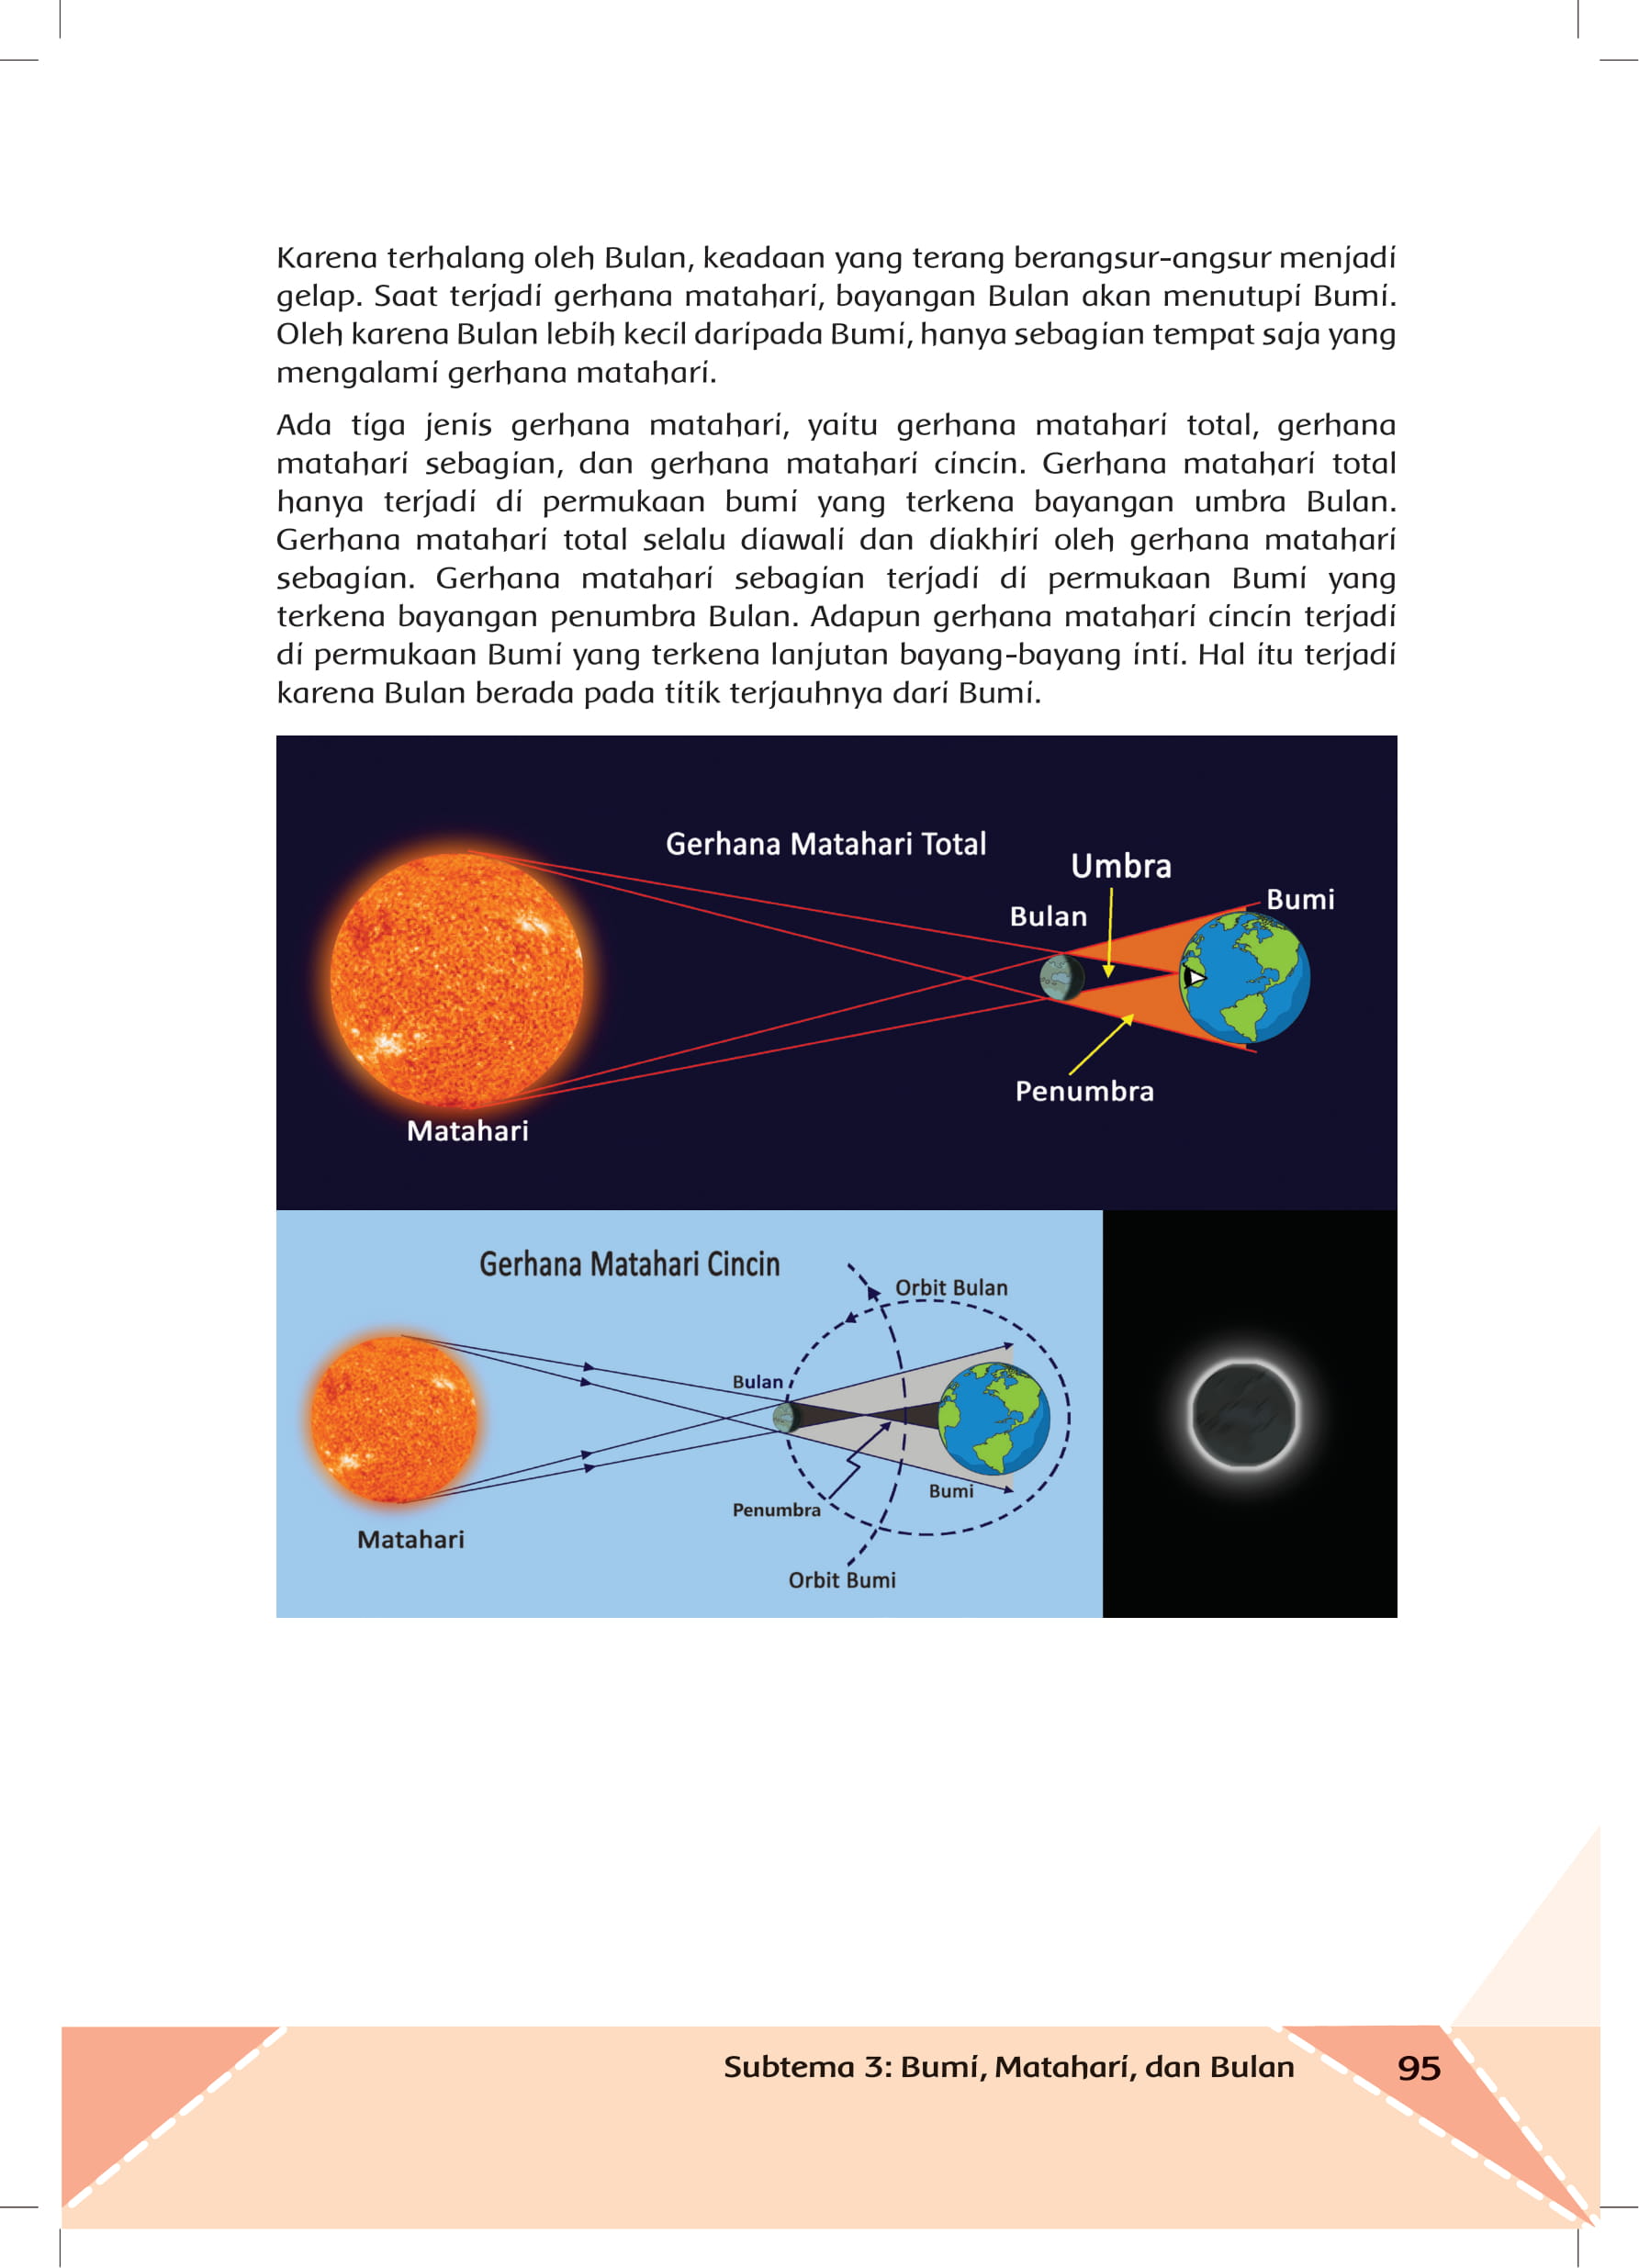 Karena terhalang oleh Bulan, keadaan yang terang berangsur-angsur menjadi
gelap. Saat terjadi gerhana matahari, bayangan Bulan akan menutupi Bumi.
Oleh karena Bulan lebih kecil daripada Bumi, hanya sebagian tempat saja yang
mengalami gerhana matahari.
Ada tiga jenis gerhana matahari, yaitu gerhana matahari total, gerhana
matahari sebagian, dan gerhana matahari cincin. Gerhana matahari total
hanya terjadi di permukaan bumi yang terkena bayangan umbra Bulan.
Gerhana matahari total selalu diawali dan diakhiri oleh gerhana matahari
sebagian. Gerhana matahari sebagian terjadi di permukaan Bumi yang
terkena bayangan penumbra Bulan. Adapun gerhana matahari cincin terjadi
di permukaan Bumi yang terkena lanjutan bayang-bayang inti. Hal itu terjadi
karena Bulan berada pada titik terjauhnya dari Bumi.
Gerhana Matahari Total
Umbra
Bumi
Bulan
Penumbra
Matahari
Gerhana Matahari Cincin
Orbit Bulan
Bulan
Bumi
Penumbra
Matahari
Orbit Bumi
Subtema 3: Bumi, Matahari, dan Bulan
95